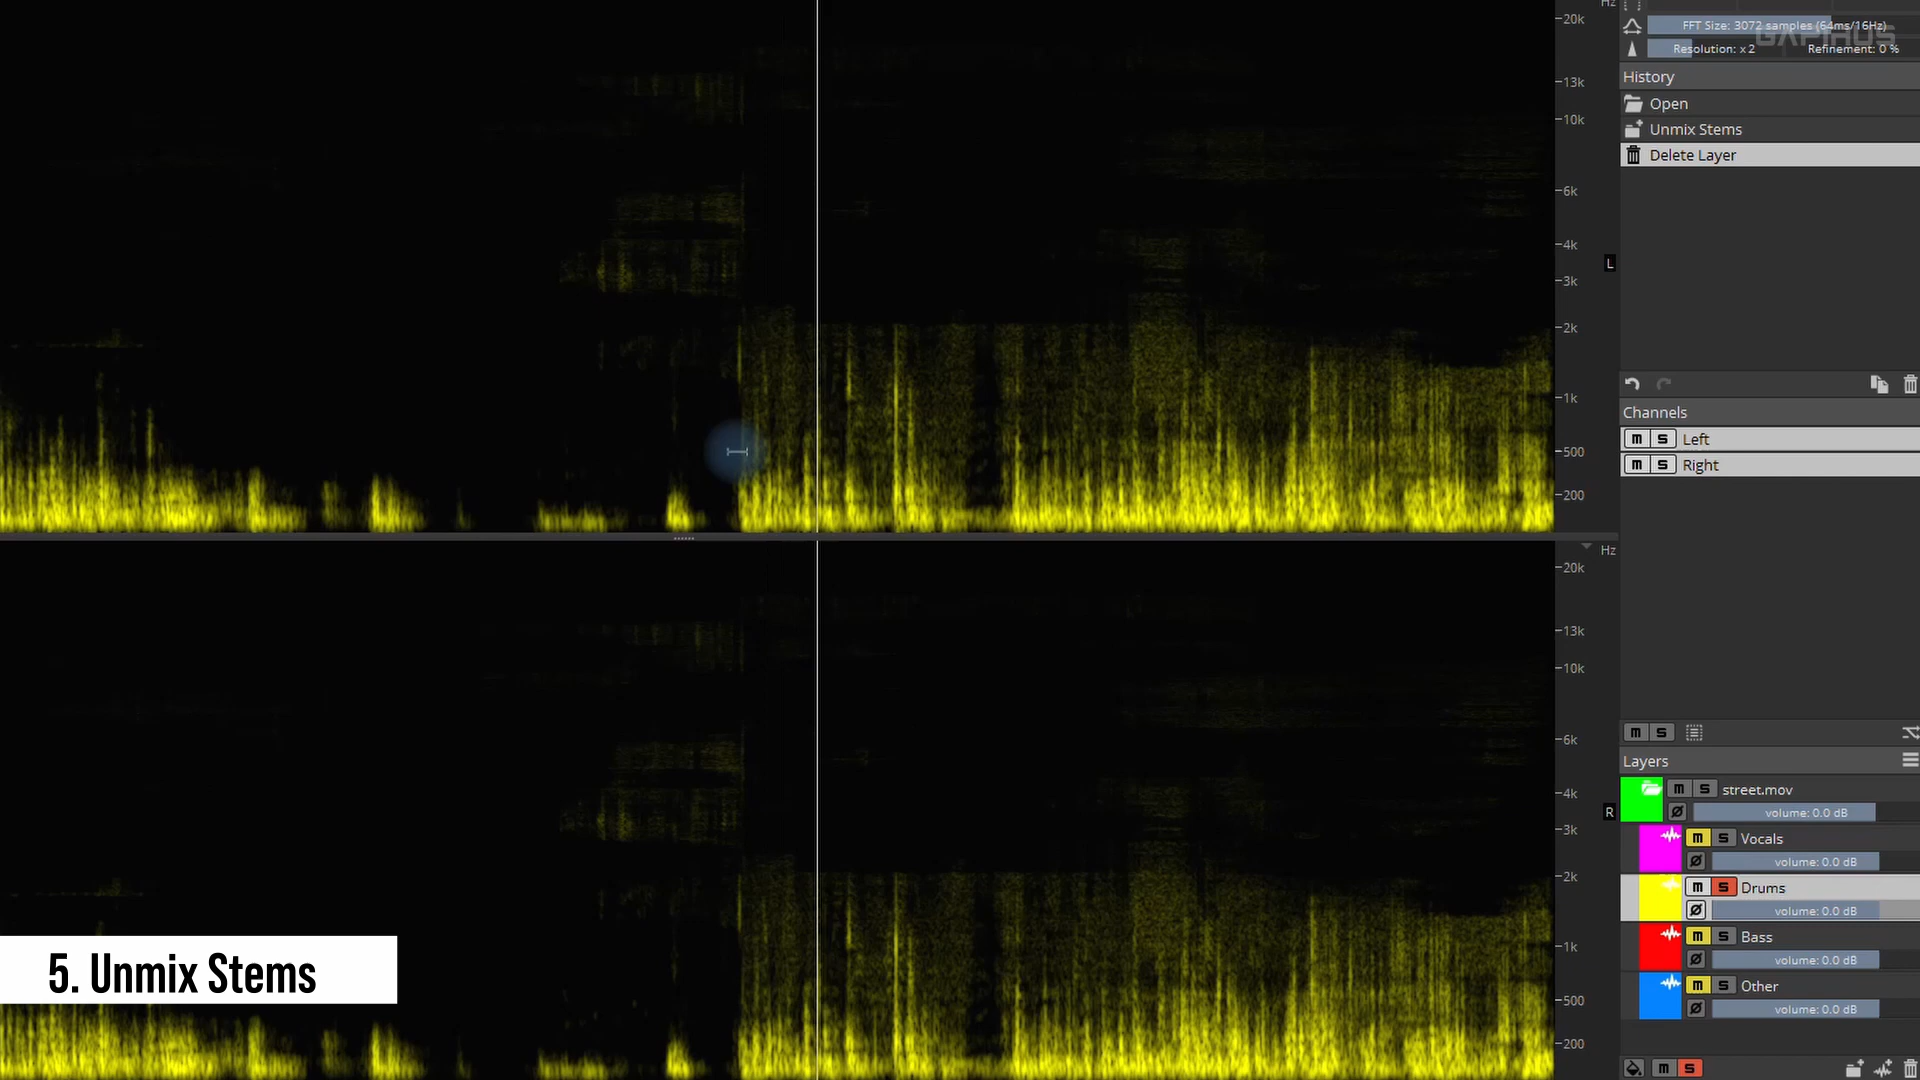 Hz
20k
13k
10k
6k
4k
3k
2k
1k
500
200
L
Hz
20k
13k
10k
6k
4k
3k
2k
1k
500
200
R
5. Unmix Stems
FFT Size: 3072 samples (64ms/16Hz)
GAPIRUS
Resolution: x 2 Refinement: 0 %
History
Open
Unmix Stems
Delete Layer
Channels
M S Left
M S Right
M S
Layers
M S street.mov
Ø volume: 0.0 dB
M S Vocals
Ø volume: 0.0 dB
M S Drums
Ø volume: 0.0 dB
M S Bass
Ø volume: 0.0 dB
M S Other
Ø volume: 0.0 dB
M S